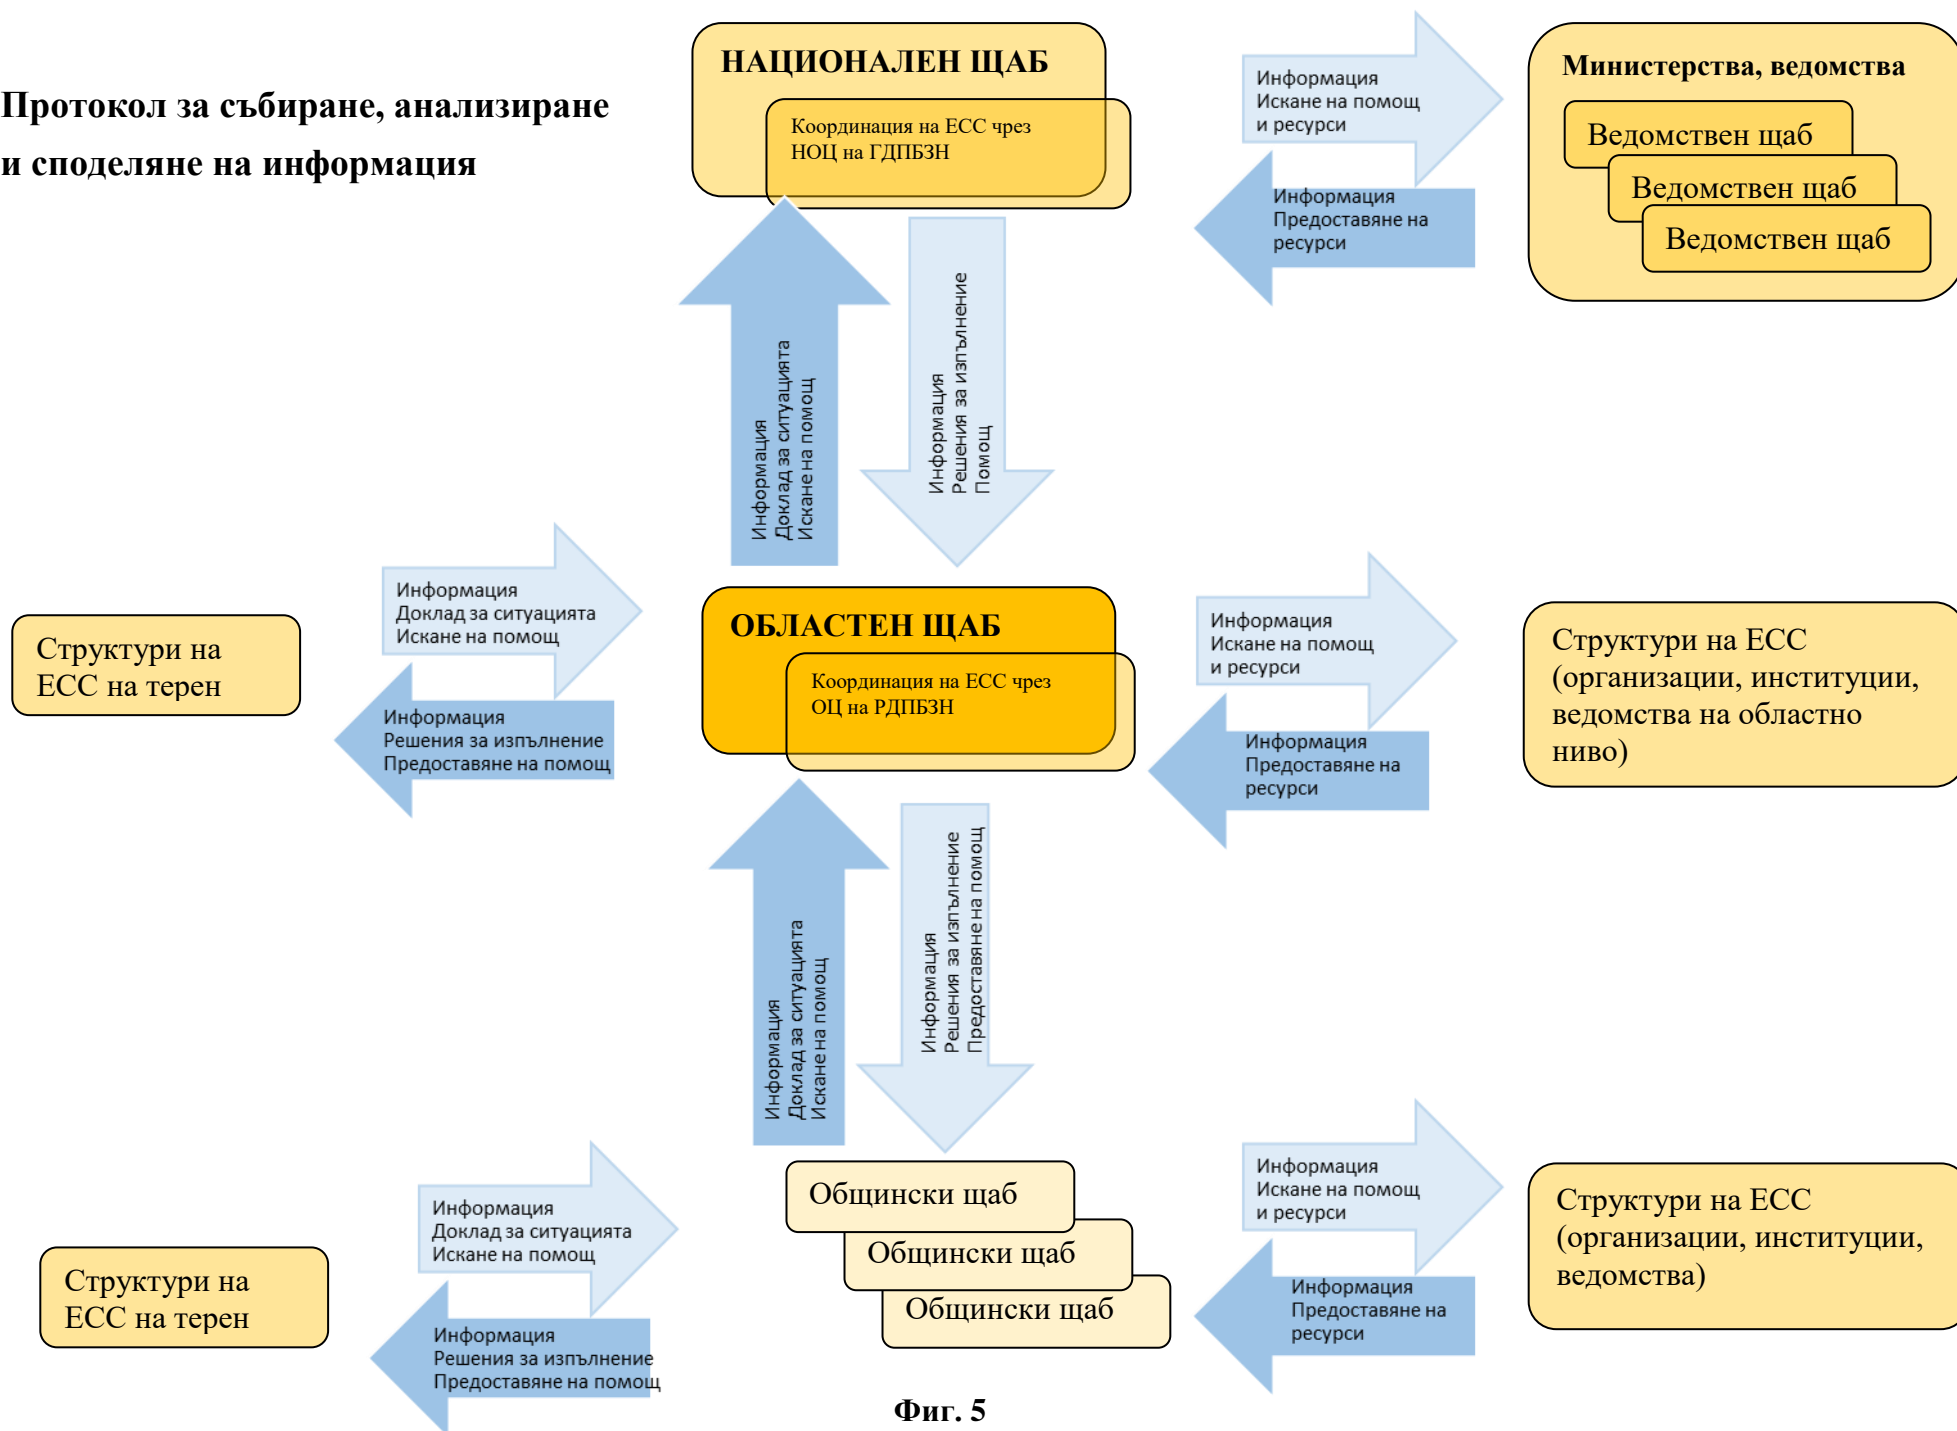 Протокол за събиране, анализиране
и споделяне на информация
НАЦИОНАЛЕН ЩАБ
Координация на ЕСС чрез
НОЦ на ГДПБЗН
Информация
Искане на помощ
и ресурси
Информация
Предоставяне на
ресурси
Министерства, ведомства
Ведомствен щаб
Ведомствен щаб
Ведомствен щаб
Информация
Доклад за ситуацията
Искане на помощ
Информация
Решения за изпълнение
Помощ
Структури на
ЕСС на терен
Информация
Доклад за ситуацията
Искане на помощ
Информация
Решения за изпълнение
Предоставяне на помощ
ОБЛАСТЕН ЩАБ
Координация на ЕСС чрез
ОЦ на РДПБЗН
Информация
Искане на помощ
и ресурси
Информация
Предоставяне на
ресурси
Структури на ЕСС
(организации, институции,
ведомства на областно
ниво)
Информация
Доклад за ситуацията
Искане на помощ
Информация
Решения за изпълнение
Предоставяне на помощ
Структури на
ЕСС на терен
Информация
Доклад за ситуацията
Искане на помощ
Информация
Решения за изпълнение
Предоставяне на помощ
Общински щаб
Общински щаб
Общински щаб
Информация
Искане на помощ
и ресурси
Информация
Предоставяне на
ресурси
Структури на ЕСС
(организации, институции,
ведомства)
Фиг. 5